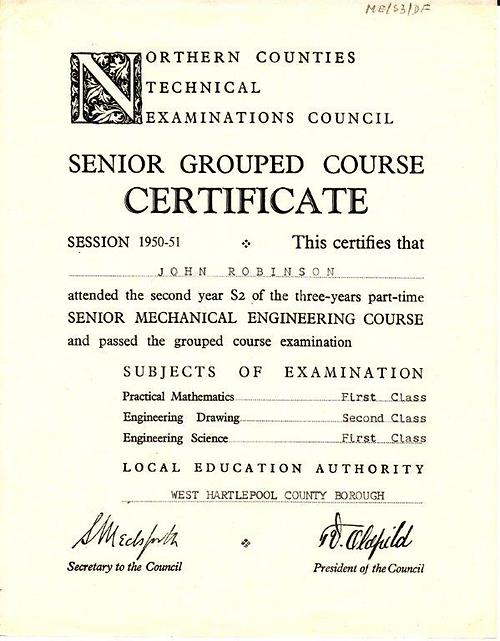 ME/S3/DF
NORTHERN COUNTIES
TECHNICAL
EXAMINATIONS COUNCIL
SENIOR GROUPED COURSE
CERTIFICATE
SESSION 1950-51 This certifies that
JOHN ROBINSON
attended the second year S2 of the three-years part-time
SENIOR MECHANICAL ENGINEERING COURSE
and passed the grouped course examination
SUBJECTS OF EXAMINATION
Practical Mathematics First Class
Engineering Drawing Second Class
Engineering Science First Class
LOCAL EDUCATION AUTHORITY
WEST HARTLEPOOL COUNTY BOROUGH
Oldfield
Secretary to the Council President of the Council